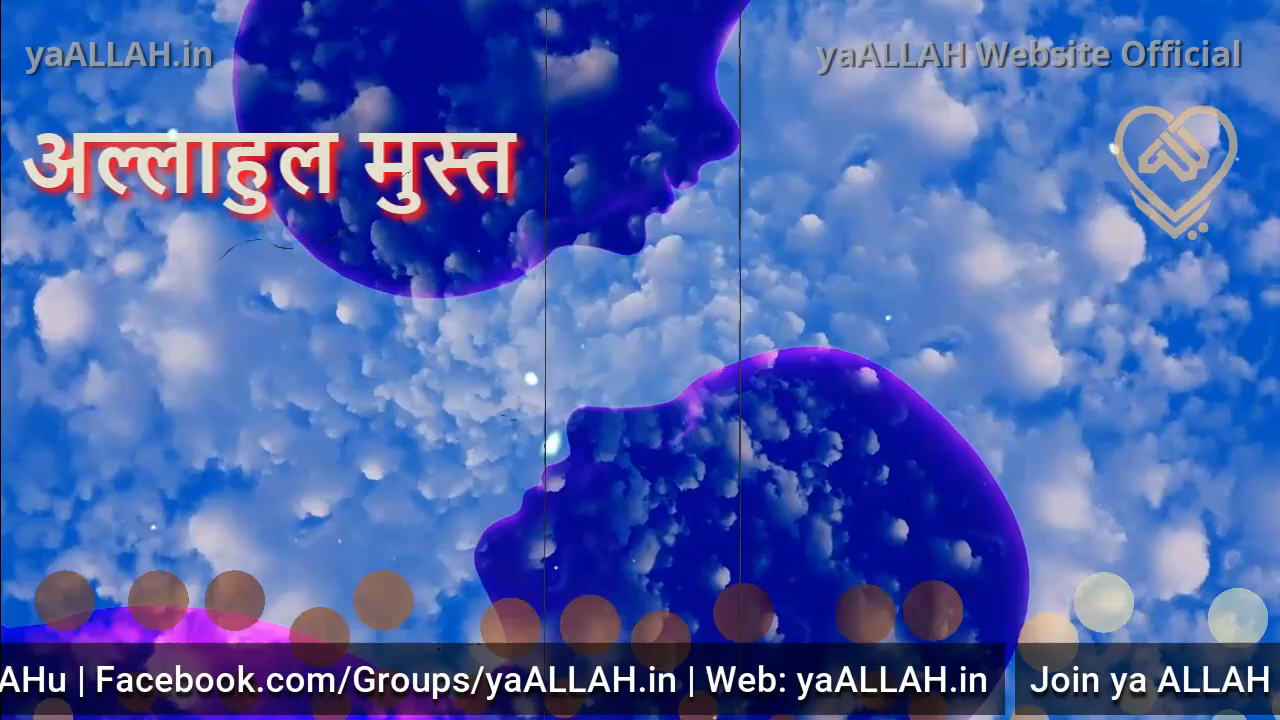 yaALLAH.in
yaALLAH Website Official
अल्लाहुल मुस्त
AHu | Facebook.com/Groups/yaALLAH.in | Web: yaALLAH.in
Join ya ALLAH